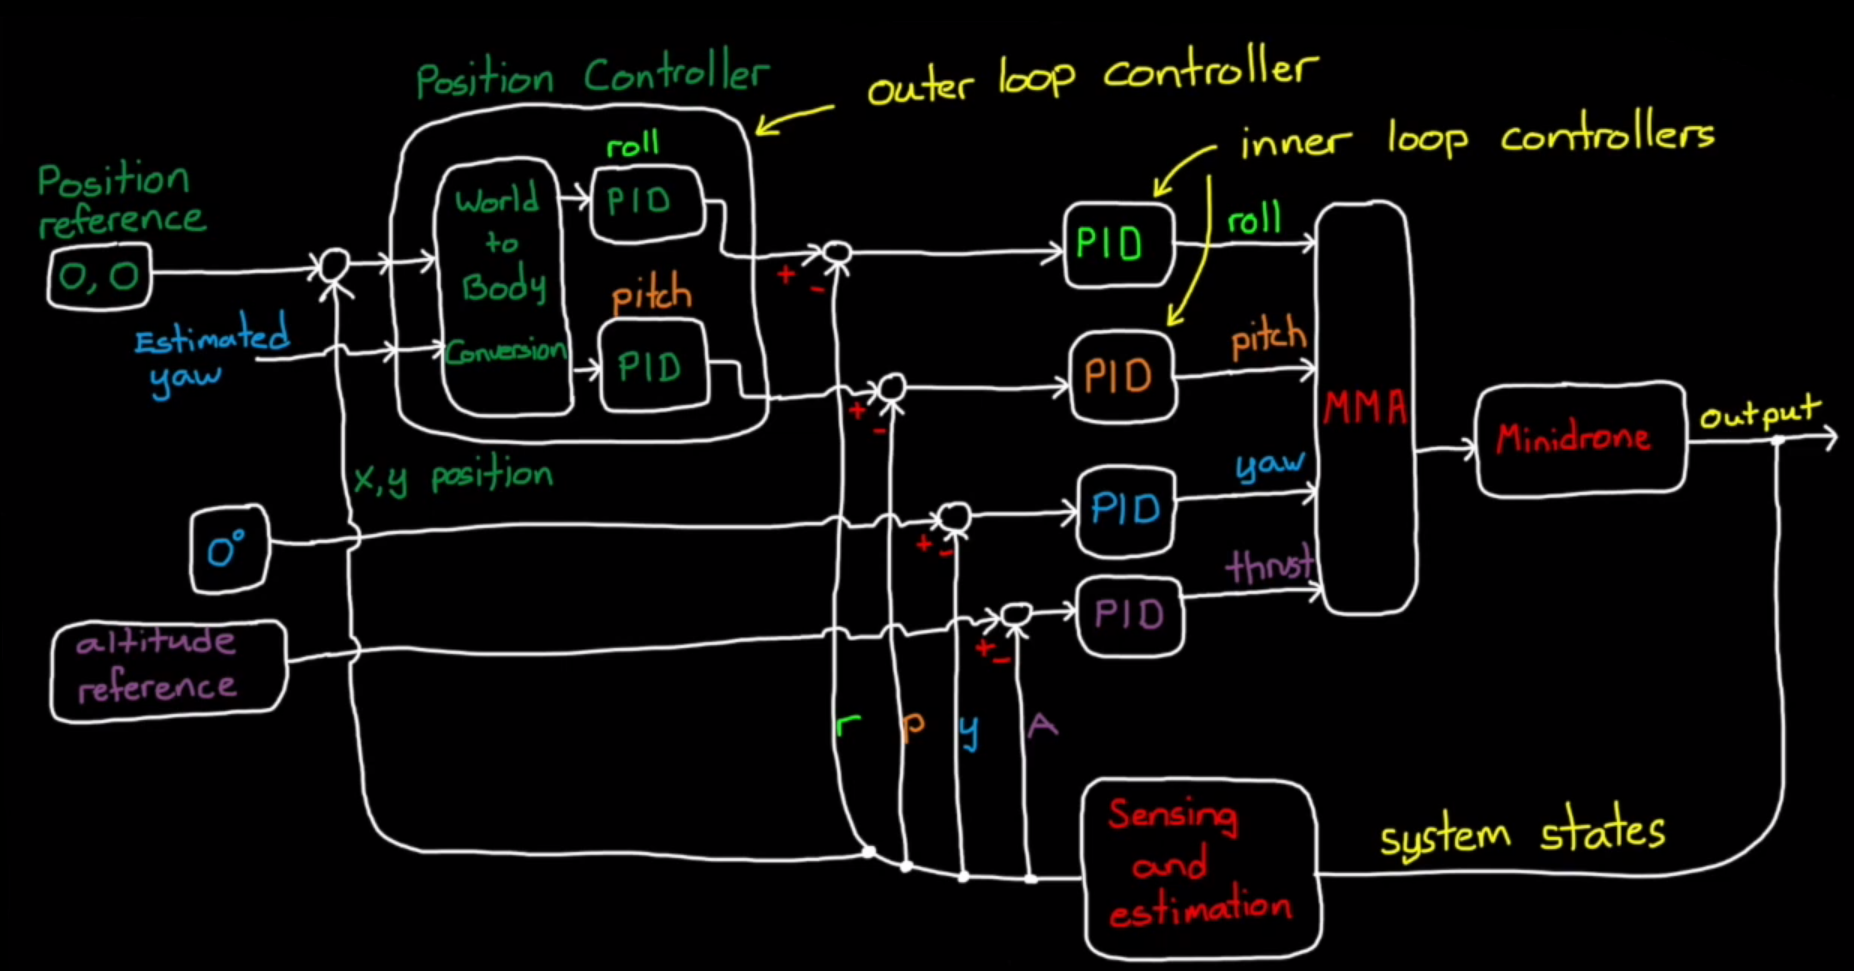 Position Controller
outer loop controller
inner loop controllers
Position
reference
0, 0
Estimated
yaw
World
to
Body
Conversion
roll
PID
pitch
PID
x, y position
0°
altitude
reference
+ -
+ -
+ -
+ -
PID
roll
PID
pitch
PID
yaw
PID
thrust
MMA
Minidrone
output
r
p
y
A
Sensing
and
estimation
system states